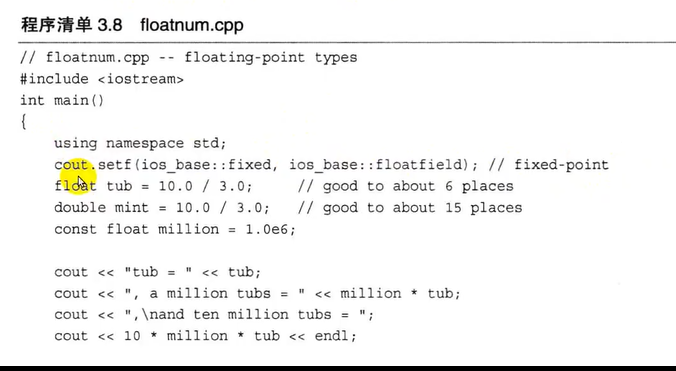 程序清单 3.8 floatnum.cpp
// floatnum.cpp -- floating-point types
#include <iostream>
int main()
{
    using namespace std;
    cout.setf(ios_base::fixed, ios_base::floatfield); // fixed-point
    float tub = 10.0 / 3.0;     // good to about 6 places
    double mint = 10.0 / 3.0;   // good to about 15 places
    const float million = 1.0e6;

    cout << "tub = " << tub;
    cout << ", a million tubs = " << million * tub;
    cout << ",\nand ten million tubs = ";
    cout << 10 * million * tub << endl;